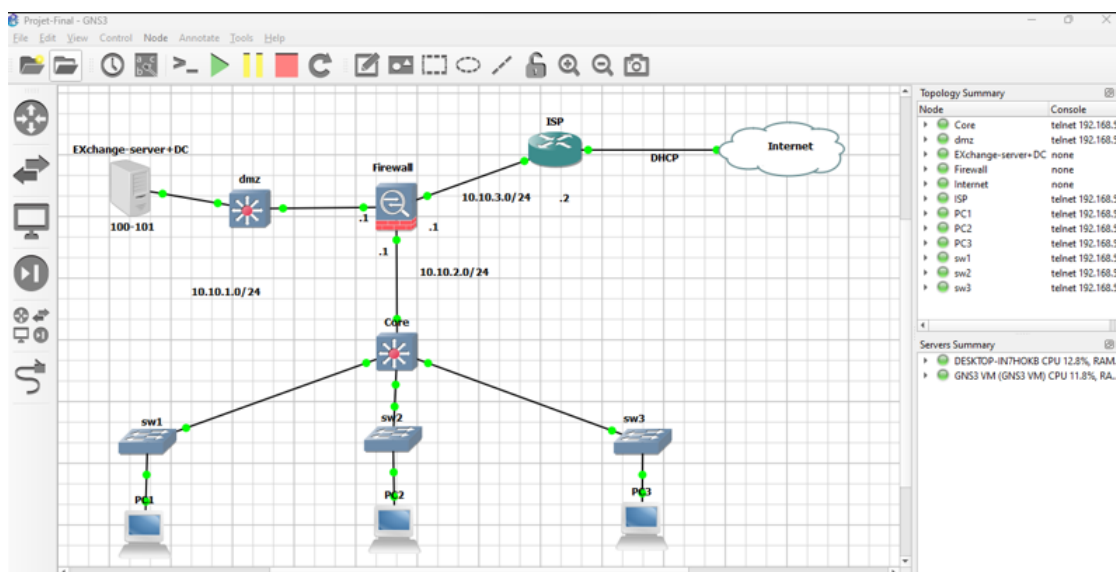 Projet-Final - GNS3
File Edit View Control Node Annotate Tools Help
Topology Summary
Node Console
Core telnet 192.168.5
dmz telnet 192.168.5
EXchange-server+DC none
Firewall none
Internet none
ISP telnet 192.168.5
PC1 telnet 192.168.5
PC2 telnet 192.168.5
PC3 telnet 192.168.5
sw1 telnet 192.168.5
sw2 telnet 192.168.5
sw3 telnet 192.168.5
Servers Summary
DESKTOP-IN7HOKB CPU 12.8%, RAM
GNS3 VM (GNS3 VM) CPU 11.8%, RA...
ISP
EXchange-server+DC
Internet
DHCP
Firewall
dmz
10.10.3.0/24
.2
100-101
.1
.1
.1
10.10.2.0/24
10.10.1.0/24
Core
sw1
sw2
sw3
PC1
PC2
PC3